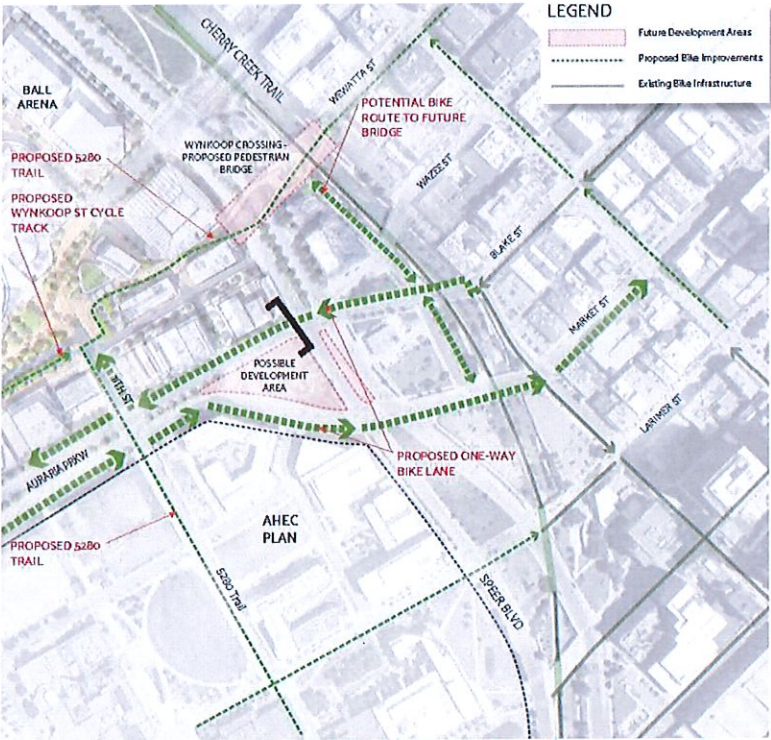 LEGEND
Future Development Areas
Proposed Bike Improvements
Existing Bike Infrastructure
CHERRY CREEK TRAIL
WEWATTA ST
BALL
ARENA
POTENTIAL BIKE
ROUTE TO FUTURE
BRIDGE
WYNKOOP CROSSING -
PROPOSED PEDESTRIAN
BRIDGE
PROPOSED 5280
TRAIL
WAZEE ST
PROPOSED
WYNKOOP ST CYCLE
TRACK
BLAKE ST
MARKET ST
POSSIBLE
DEVELOPMENT
AREA
9TH ST
LARIMER ST
AURARIA PRKW
PROPOSED ONE-WAY
BIKE LANE
AHEC
PLAN
PROPOSED 5280
TRAIL
5280 Trail
SPEER BLVD